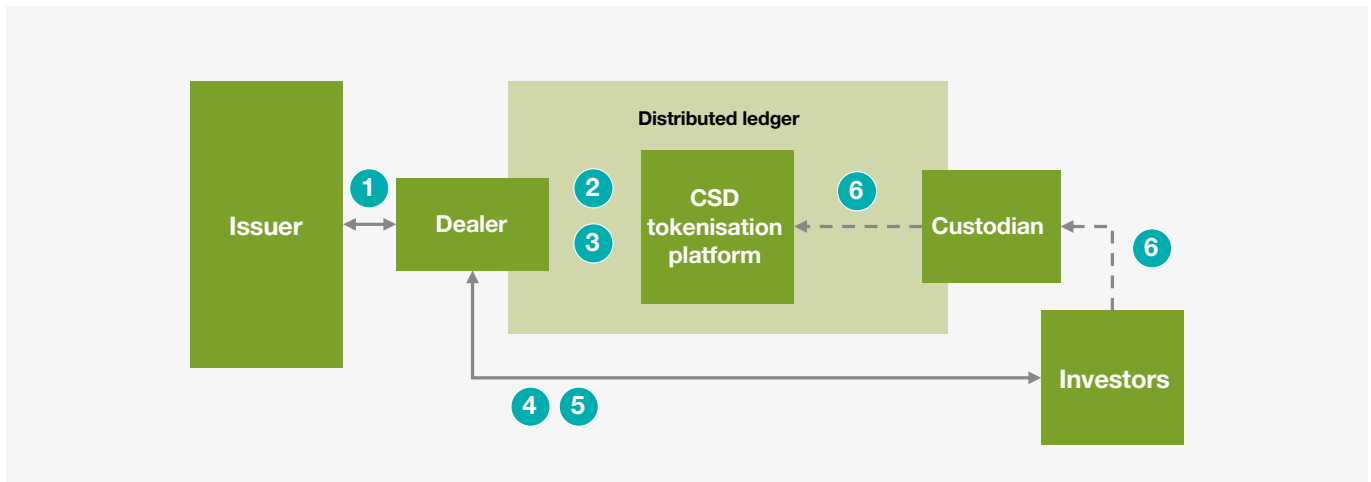 Distributed ledger
1
2
6
Issuer
Dealer
CSD
tokenisation
platform
Custodian
3
6
4
5
Investors